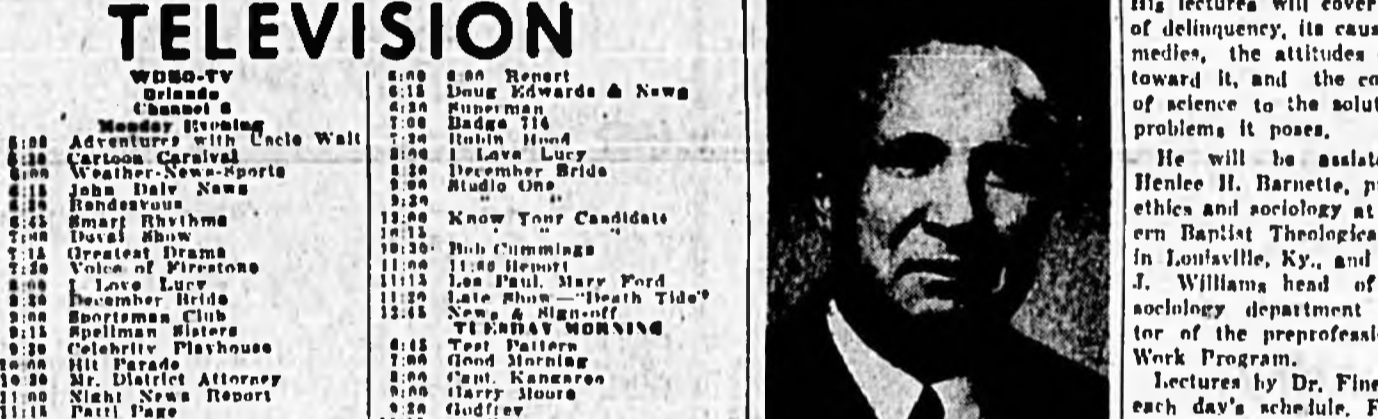 TELEVISION
WDBO-TV
Orlando
Channel 6
Monday Evening
Adventures with Uncle Walt
Cartoon Carnival
6:00 Weather-News-Sports
6:15 John Daly News
Rendezvous
6:45 Smart Rhythms
7:00 Show
7:15 Greatest Drama
7:30 Voice of Firestone
8:00 I Love Lucy
8:30 December Bride
9:00 Sportsman Club
9:15 Spellman Sisters
9:30 Celebrity Playhouse
10:00 Hit Parade
10:30 Mr. District Attorney
11:00 Night News Report
11:15 Patti Page
6:00 6:00 Report
6:15 Doug Edwards & News
6:30 Superman
7:00 Badge 714
7:30 Robin Hood
8:00 I Love Lucy
8:30 December Bride
9:00 Studio One
9:30 " "
Know Your Candidate
10:15 " " "
10:30 Bob Cummings
11:00 11:00 Report
11:15 Les Paul, Mary Ford
11:20 Late Show—"Death Tide"
12:45 News & Sign-off
TUESDAY MORNING
6:45 Test Pattern
7:00 Good Morning
8:00 Capt. Kangaroo
9:00 Garry Moore
9:30 Godfrey
His lectures will cover
of delinquency, its caus
medies, the attitudes
toward it, and the co
of science to the solut
problems it poses.
He will be assist
Henlee H. Barnette, p
ethics and sociology at
ern Baptist Theologica
in Louisville, Ky., and
J. Williams head of
sociology department
tor of the preprofessi
Work Program.
Lectures by Dr. Fine
each day's schedule. F